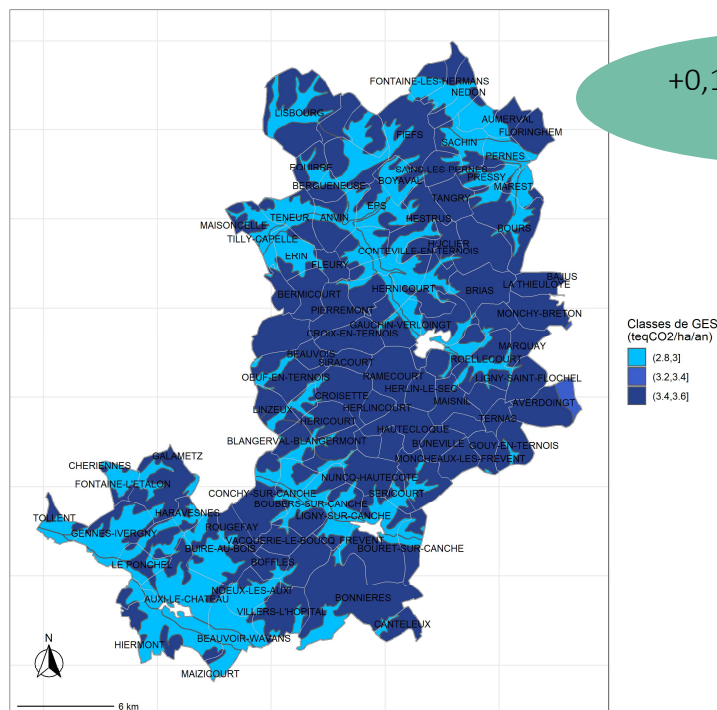 +0,1
FONTAINE-LES-HERMANS
NEDON
LISBOURG
AUMERVAL
FLORINGHEM
FIEFS
SACHIN
PERNES
EQUIRRE
SAINS-LES-PERNES
PRESSY
BERGUENEUSE
BOYAVAL
MAREST
TANGRY
EPS
TENEUR
ANVIN
HESTRUS
MAISONCELLE
BOURS
TILLY-CAPELLE
HUCLIER
CONTEVILLE-EN-TERNOIS
ERIN
FLEURY
BAJUS
LA THIEULOYE
HERNICOURT
BRIAS
BERMICOURT
PIERREMONT
MONCHY-BRETON
GAUCHIN-VERLOINGT
CROIX-EN-TERNOIS
MARQUAY
BEAUVOIS
SIRACOURT
ROELLECOURT
OEUF-EN-TERNOIS
RAMECOURT
LIGNY-SAINT-FLOCHEL
HERLIN-LE-SEC
CROISETTE
MAISNIL
AVERDOINGT
LINZEUX
HERLINCOURT
HERICOURT
TERNAS
HAUTECLOQUE
BLANGERVAL-BLANGERMONT
BUNEVILLE
GOUY-EN-TERNOIS
MONCHEAUX-LES-FREVENT
GALAMETZ
CHERIENNES
NUNCQ-HAUTECOTE
FONTAINE-L'ETALON
CONCHY-SUR-CANCHE
SERICOURT
BOUBERS-SUR-CANCHE
HARAVESNES
LIGNY-SUR-CANCHE
TOLLENT
ROUGEFAY
GENNES-IVERGNY
VACQUERIE-LE-BOUCQ
FREVENT
BUIRE-AU-BOIS
BOURET-SUR-CANCHE
LE PONCHEL
BOFFLES
NOEUX-LES-AUXI
AUXI-LE-CHATEAU
BONNIERES
VILLERS-L'HOPITAL
CANTELEUX
BEAUVOIR-WAVANS
HIERMONT
MAIZICOURT
N
6 km
Classes de GES
(teqCO2/ha/an)
(2.8,3]
(3.2,3.4]
(3.4,3.6]